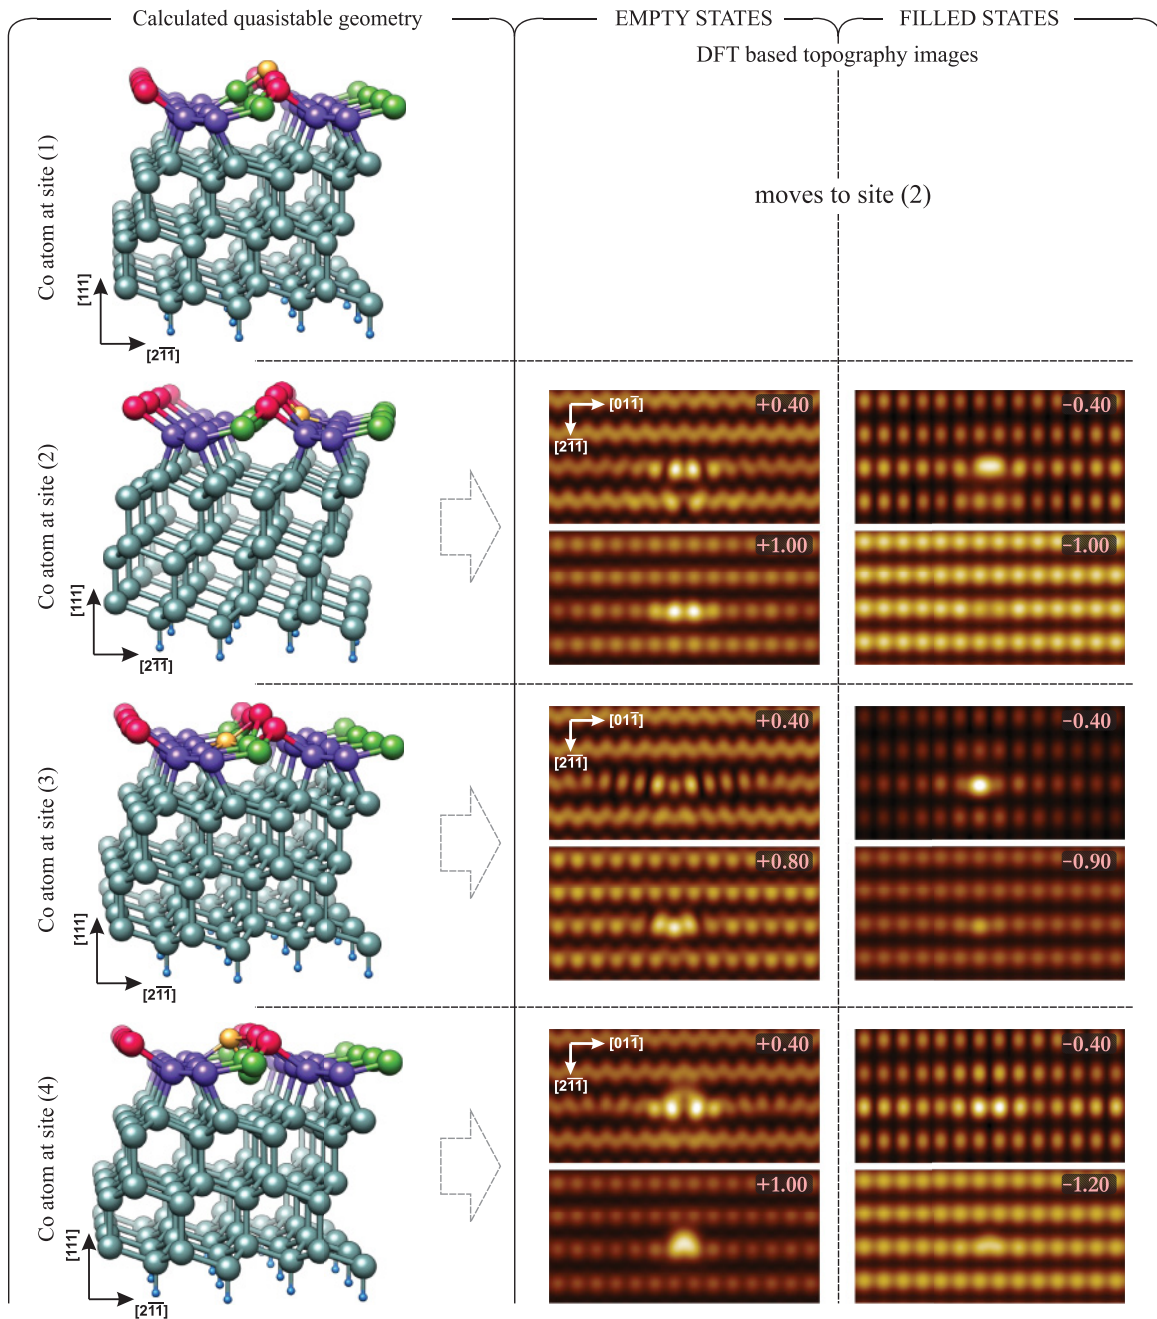 Calculated quasistable geometry
EMPTY STATES
FILLED STATES
DFT based topography images
Co atom at site (1)
[111]
[2̅1̅1̅]
moves to site (2)
Co atom at site (2)
[111]
[21̅1̅]
[011̅]
[21̅1̅]
+0.40
−0.40
+1.00
−1.00
Co atom at site (3)
[111]
[21̅1̅]
[011̅]
[21̅1̅]
+0.40
−0.40
+0.80
−0.90
Co atom at site (4)
[111]
[21̅1̅]
[011̅]
[21̅1̅]
+0.40
−0.40
+1.00
−1.20